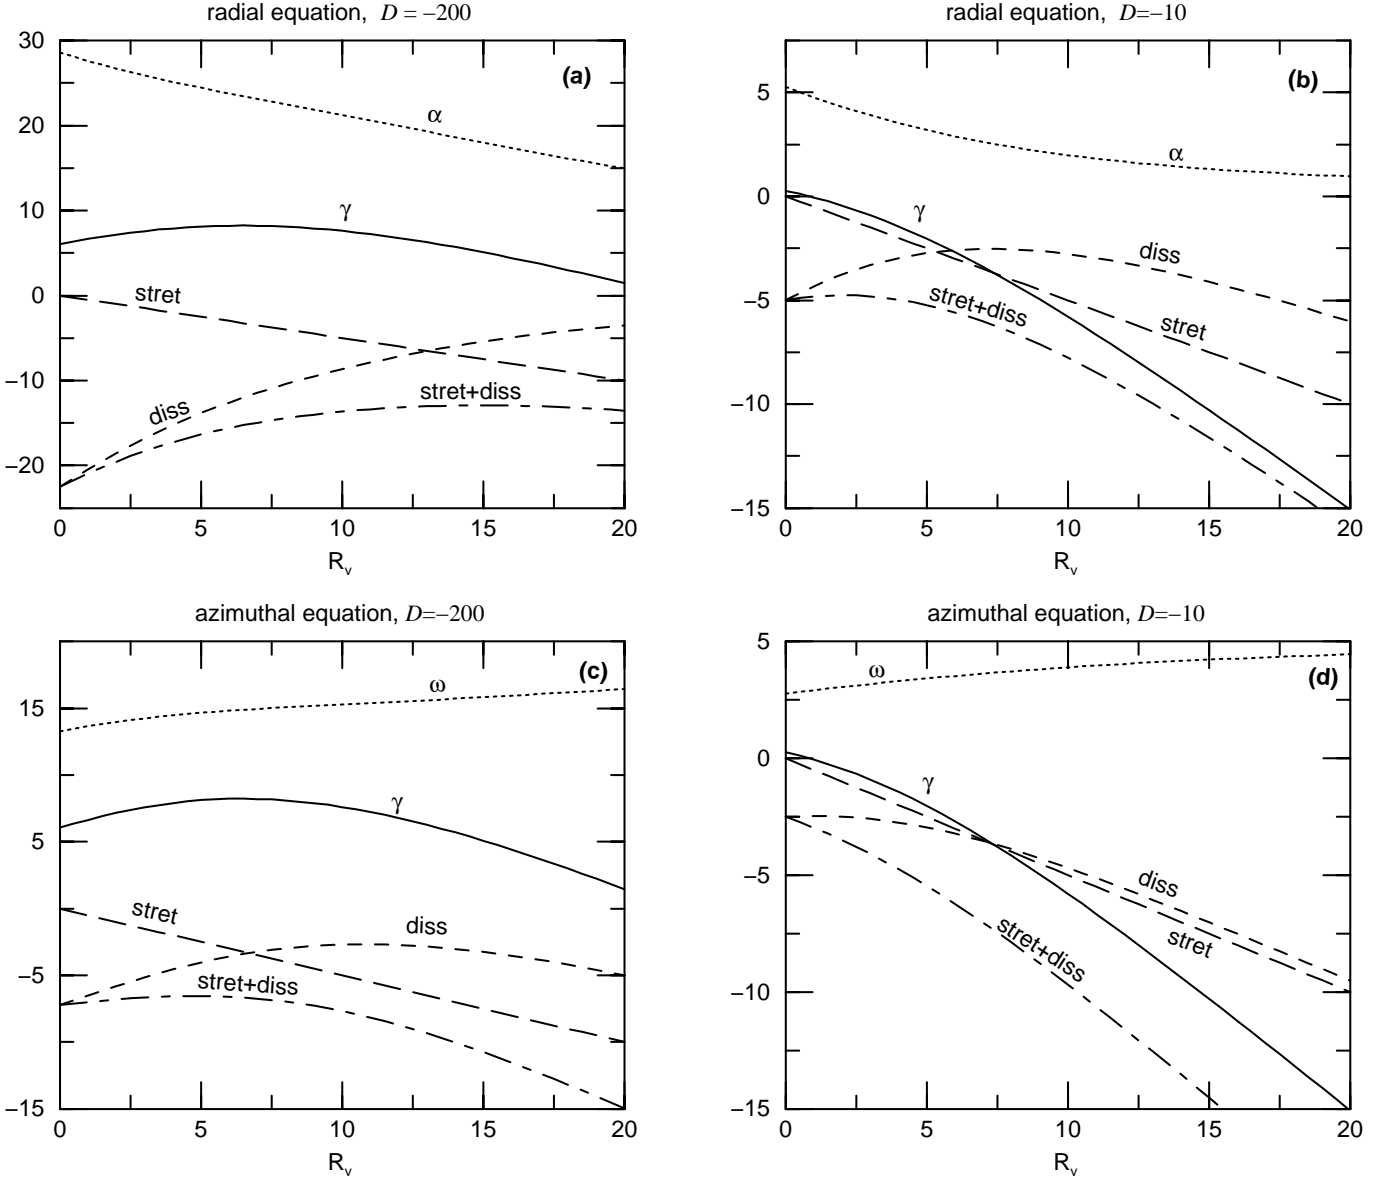 radial equation, D = −200
radial equation, D=−10
30
20
10
0
−10
−20
(a)
α
γ
stret
diss
stret+diss
0 5 10 15 20
R_v
5
0
−5
−10
−15
(b)
α
γ
diss
stret+diss
stret
0 5 10 15 20
R_v
azimuthal equation, D=−200
azimuthal equation, D=−10
15
5
−5
−15
(c)
ω
γ
stret
diss
stret+diss
0 5 10 15 20
R_v
5
0
−5
−10
−15
(d)
ω
γ
diss
stret
stret+diss
0 5 10 15 20
R_v